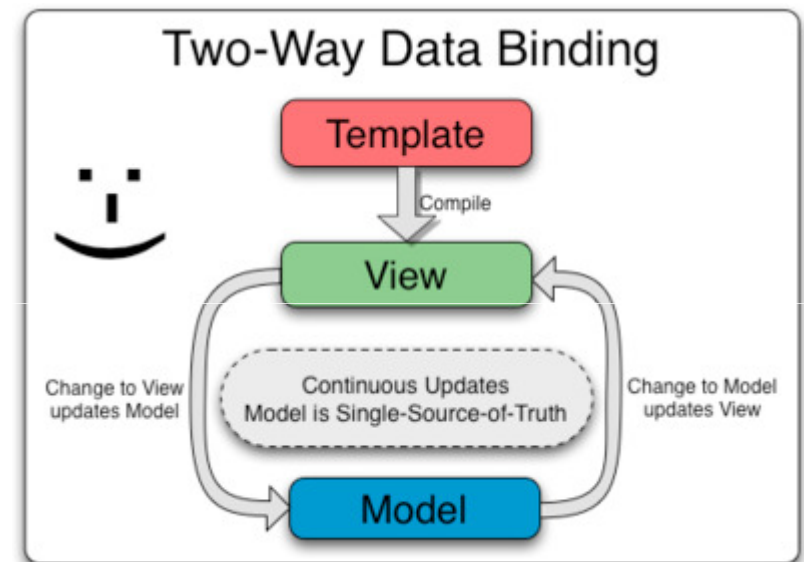 Two-Way Data Binding
Template
Compile
View
Change to View
updates Model
Continuous Updates
Model is Single-Source-of-Truth
Change to Model
updates View
Model